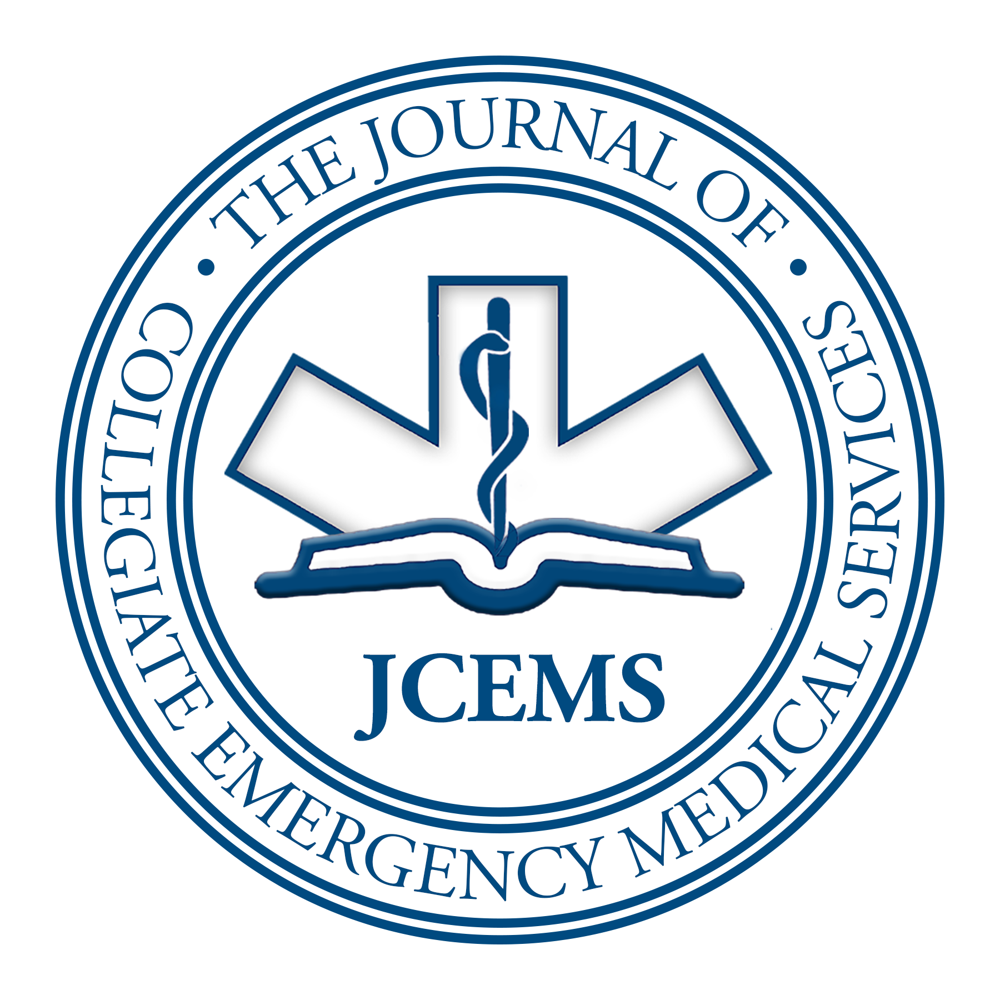 • THE JOURNAL OF •
COLLEGIATE EMERGENCY MEDICAL SERVICES
JCEMS